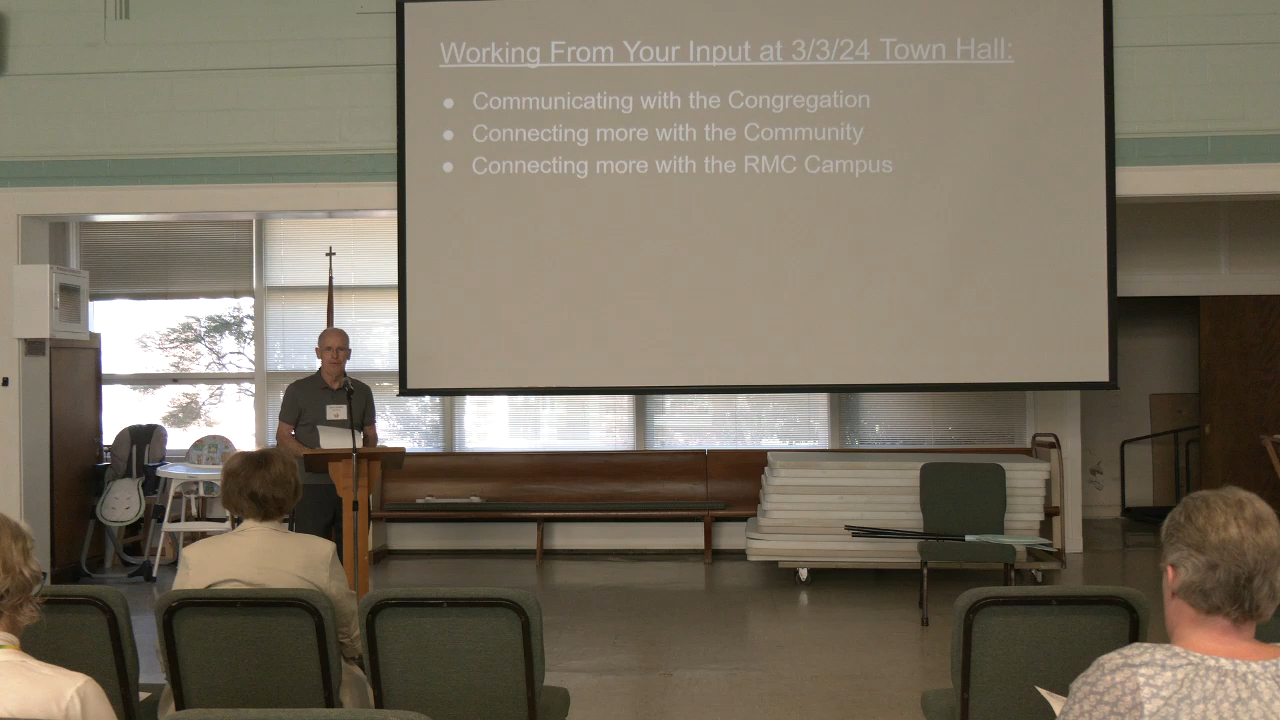 Working From Your Input at 3/3/24 Town Hall:
● Communicating with the Congregation
● Connecting more with the Community
● Connecting more with the RMC Campus